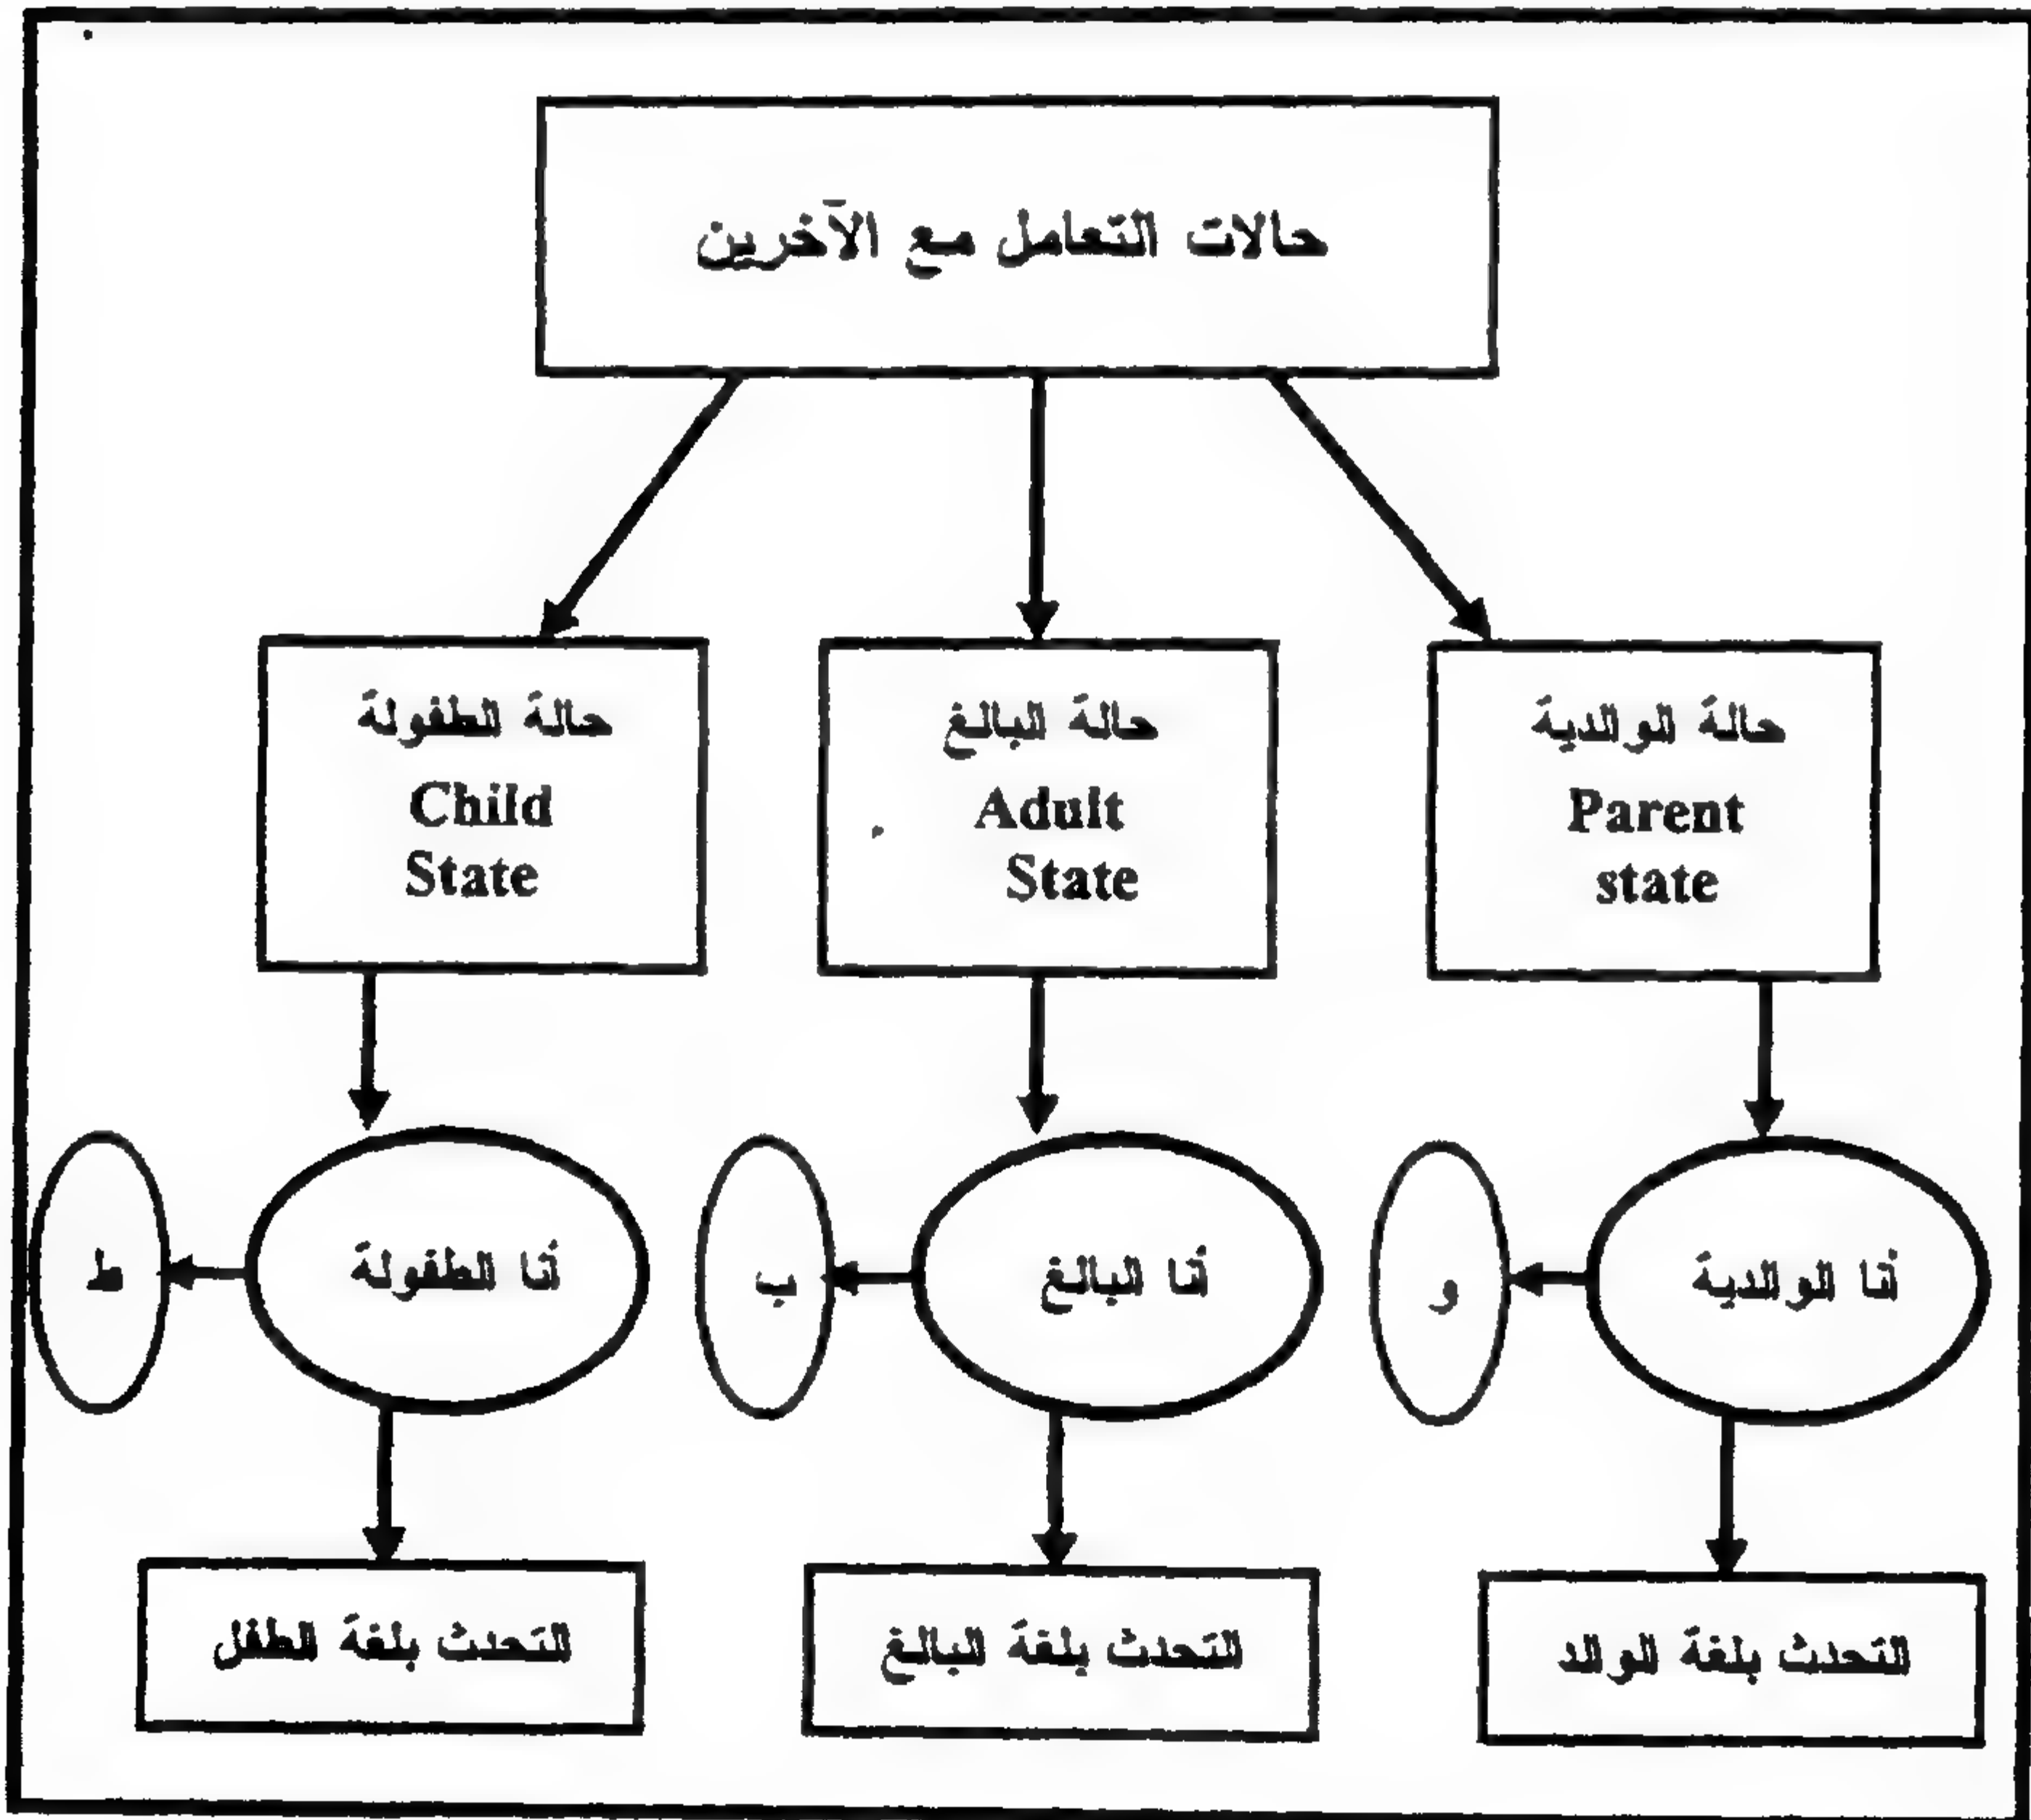 حالات التعامل مع الآخرين
حالة الوالدية
Parent
state
حالة البالغ
Adult
State
حالة الطفولة
Child
State
أنا الوالدية
و
أنا البالغ
ب
أنا الطفولة
ط
التحدث بلغة الوالد
التحدث بلغة البالغ
التحدث بلغة الطفل